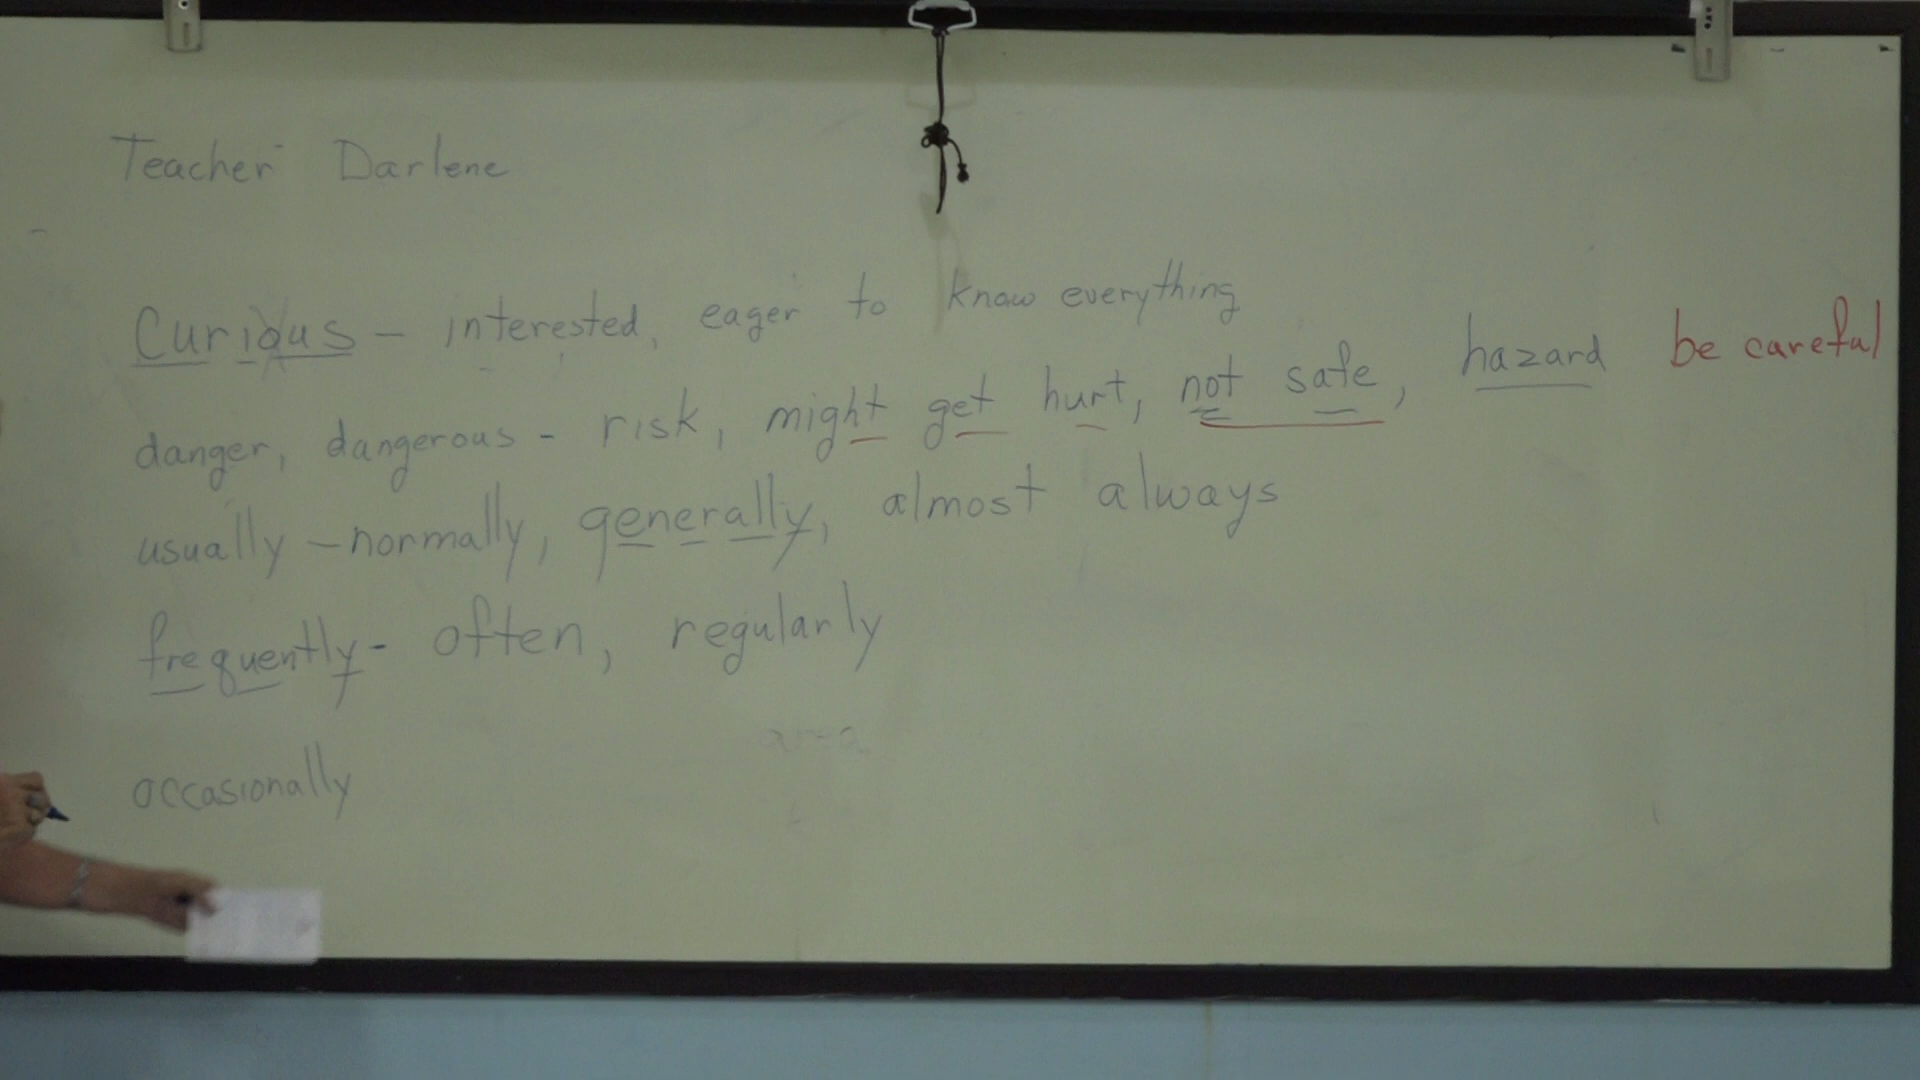 Teacher Darlene
Curious - interested, eager to know everything
danger, dangerous - risk, might get hurt, not safe, hazard be careful
usually - normally, generally, almost always
frequently - often, regularly
occasionally